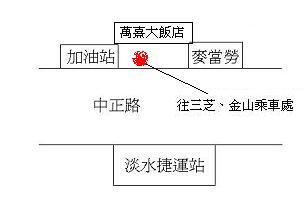 萬嘉大飯店
加油站
麥當勞
往三芝、金山乘車處
中正路
淡水捷運站